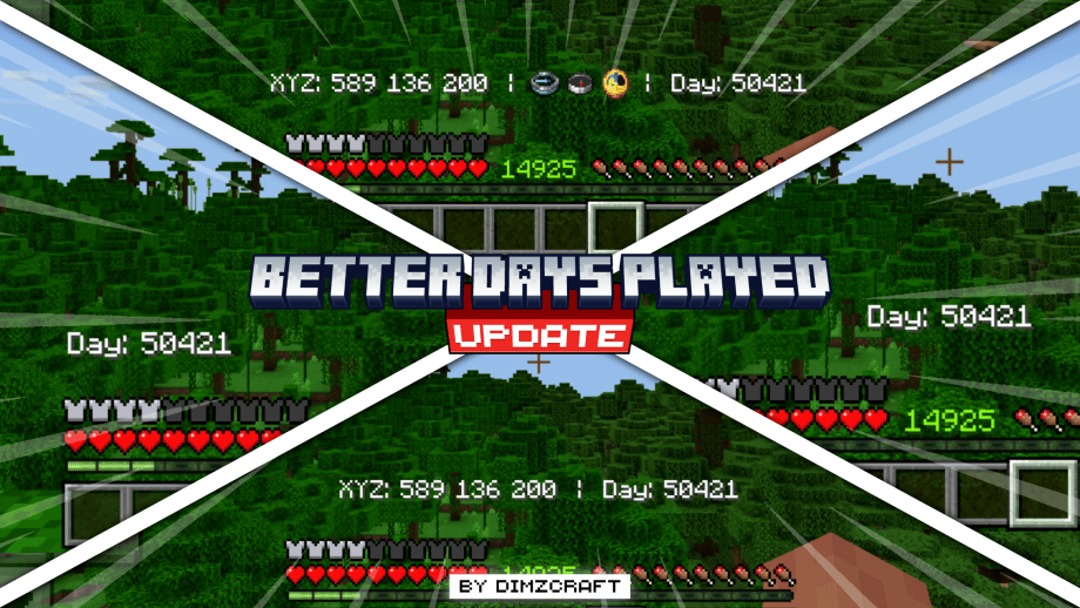 XYZ: 589 136 200 | | Day: 50421
14925
BETTER DAYS PLAYED
UPDATE
Day: 50421
Day: 50421
14925
XYZ: 589 136 200 | Day: 50421
14925
BY DIMZCRAFT